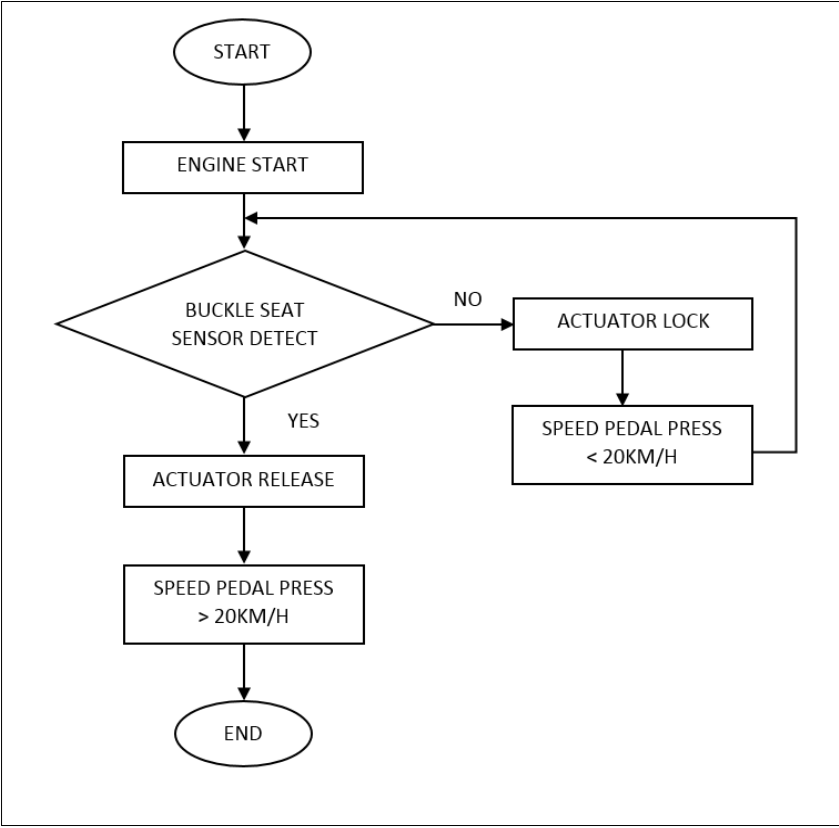 START
ENGINE START
BUCKLE SEAT
SENSOR DETECT
NO
ACTUATOR LOCK
SPEED PEDAL PRESS
< 20KM/H
YES
ACTUATOR RELEASE
SPEED PEDAL PRESS
> 20KM/H
END